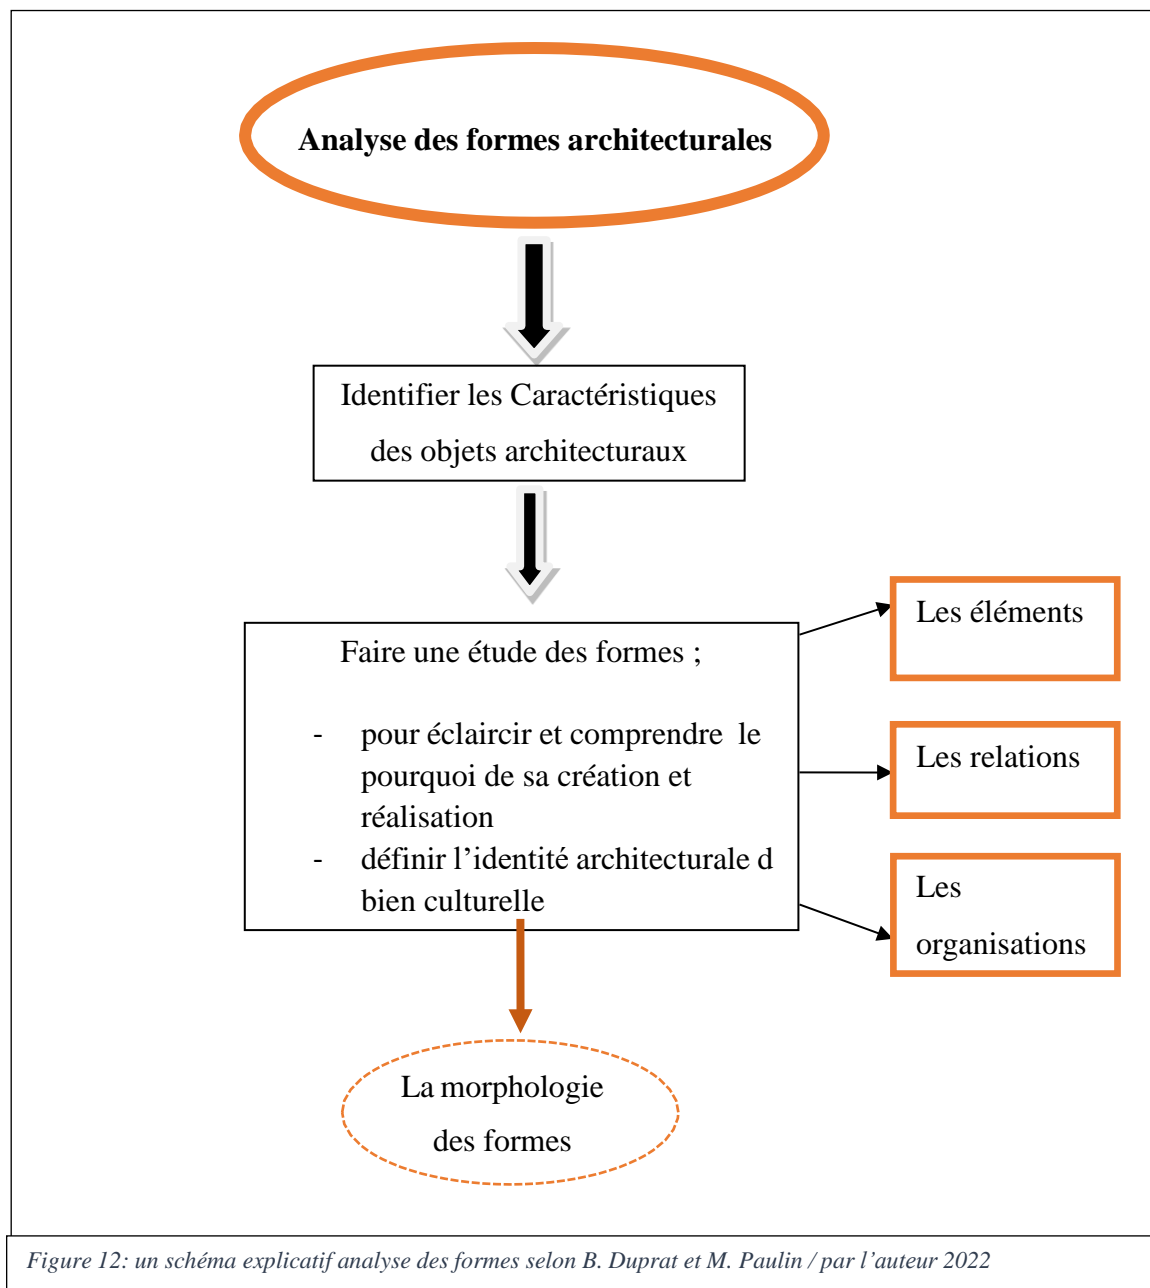 Analyse des formes architecturales
Identifier les Caractéristiques
des objets architecturaux
Faire une étude des formes ;
- pour éclaircir et comprendre le
pourquoi de sa création et
réalisation
- définir l’identité architecturale d
bien culturelle
Les éléments
Les relations
Les
organisations
La morphologie
des formes
Figure 12: un schéma explicatif analyse des formes selon B. Duprat et M. Paulin / par l’auteur 2022